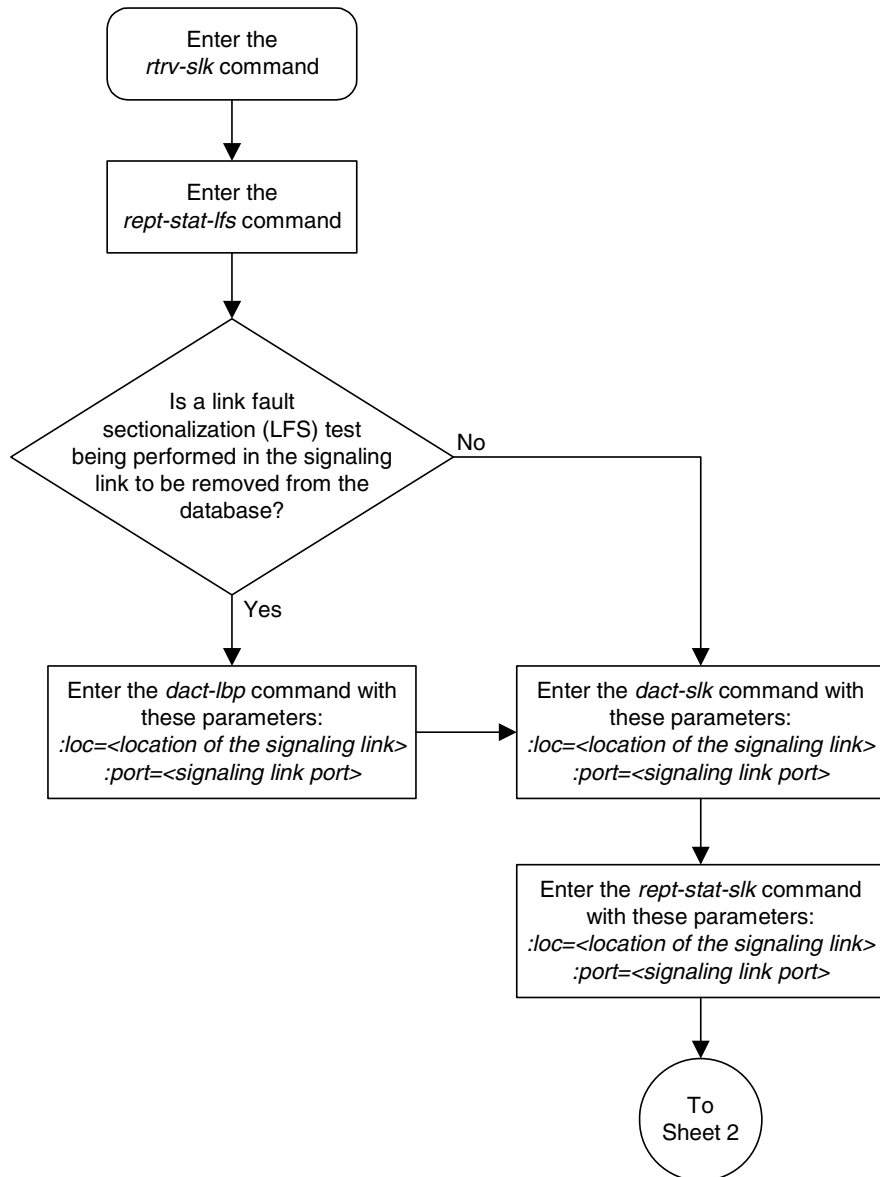 Enter the
rtrv-slk command
Enter the
rept-stat-lfs command
Is a link fault
sectionalization (LFS) test
being performed in the signaling
link to be removed from the
database?
No
Yes
Enter the dact-lbp command with
these parameters:
:loc=<location of the signaling link>
:port=<signaling link port>
Enter the dact-slk command with
these parameters:
:loc=<location of the signaling link>
:port=<signaling link port>
Enter the rept-stat-slk command
with these parameters:
:loc=<location of the signaling link>
:port=<signaling link port>
To
Sheet 2